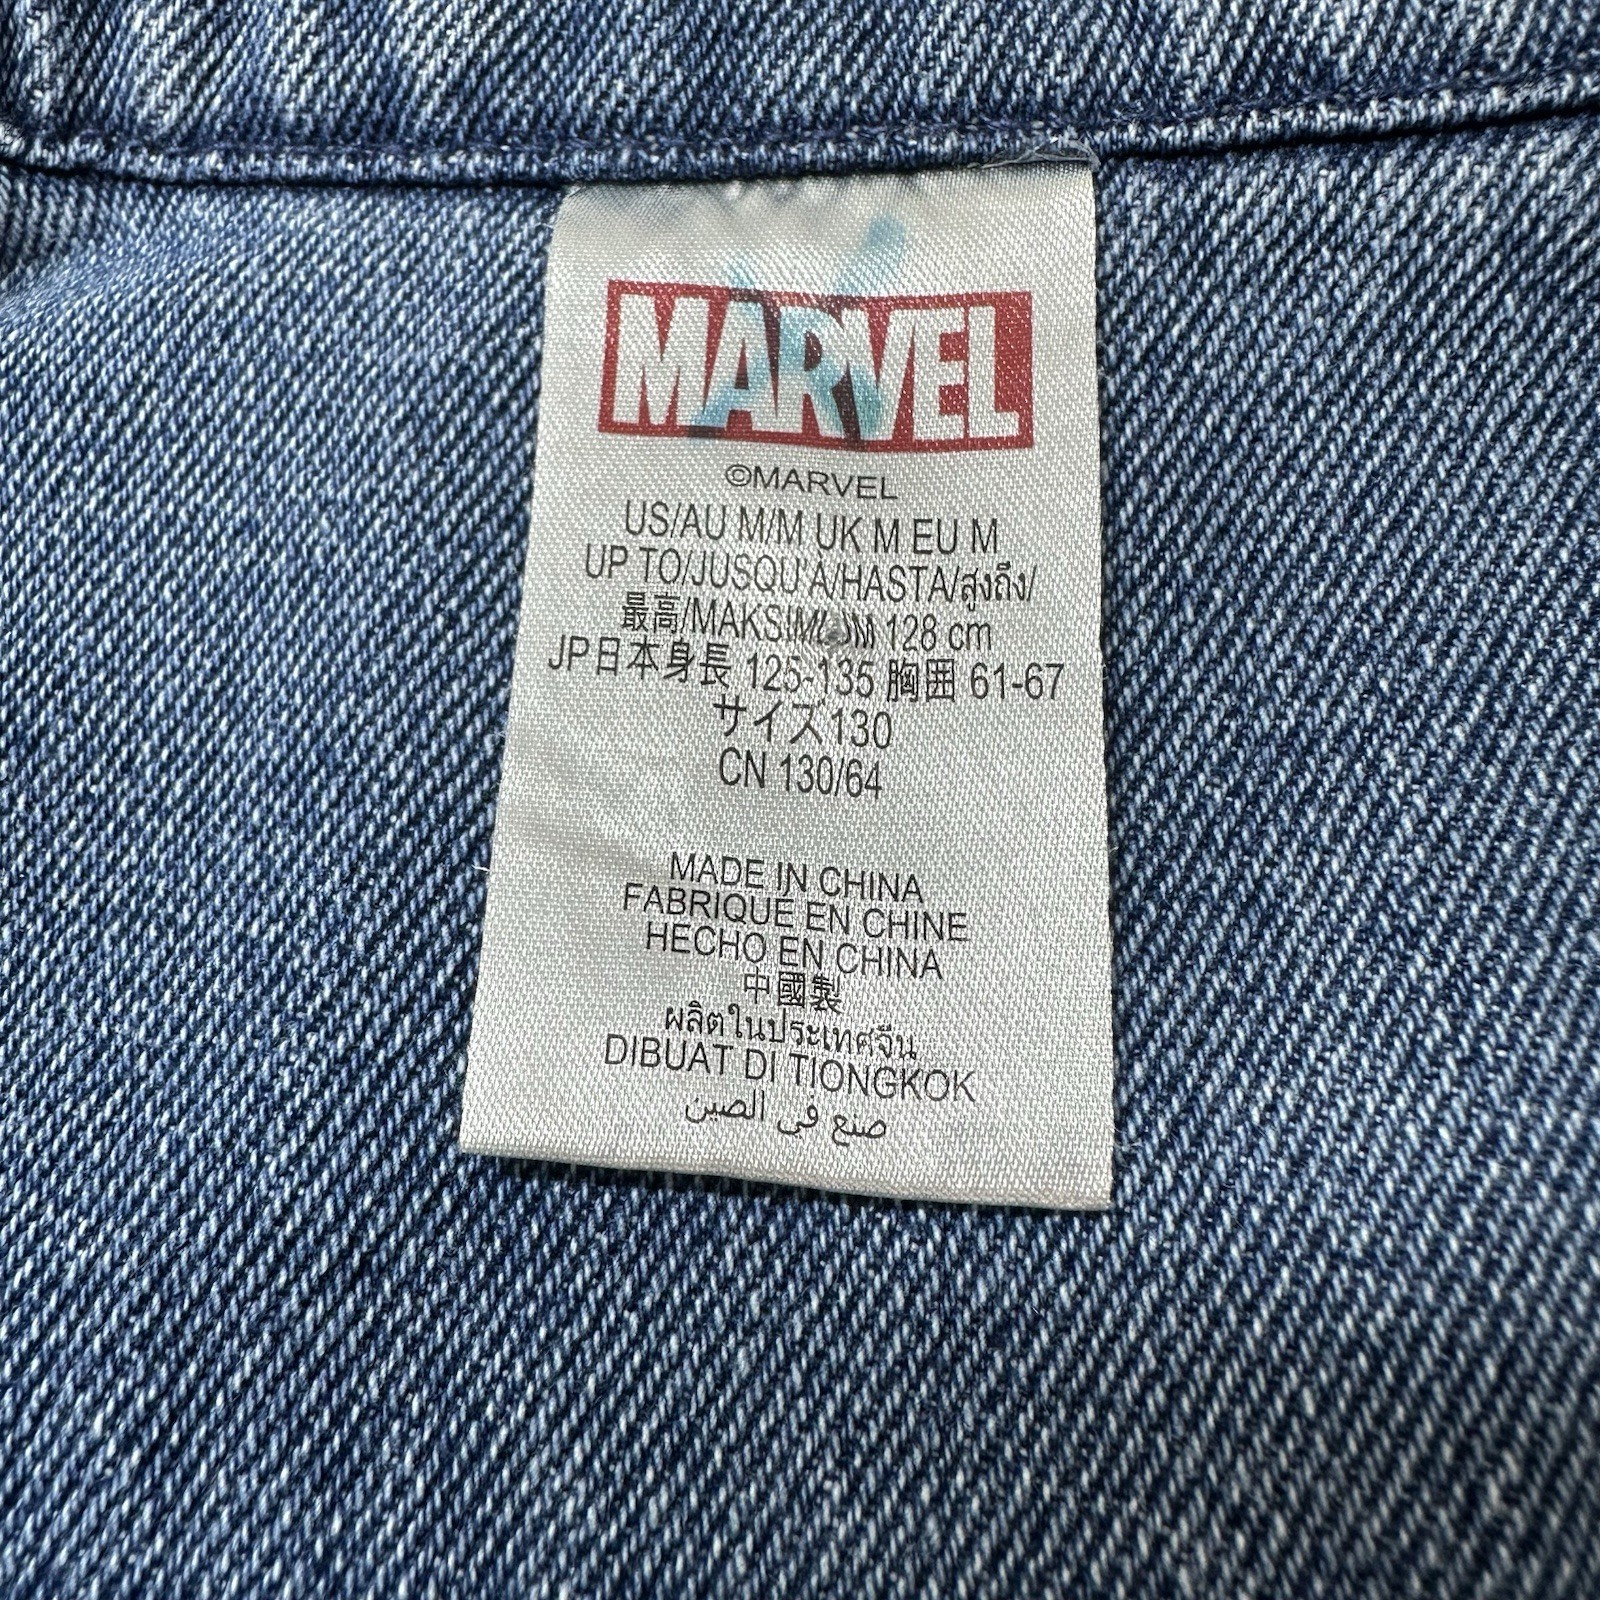 MARVEL
©MARVEL
US/AU M/M UK M EU M
UP TO/JUSQU'À/HASTA/สูงถึง/
最高/MAKSIMUM 128 cm
JP日本身長 125-135 胸囲 61-67
サイズ130
CN 130/64
MADE IN CHINA
FABRIQUE EN CHINE
HECHO EN CHINA
中國製
ผลิตในประเทศจีน
DIBUAT DI TIONGKOK
صنع في الصين